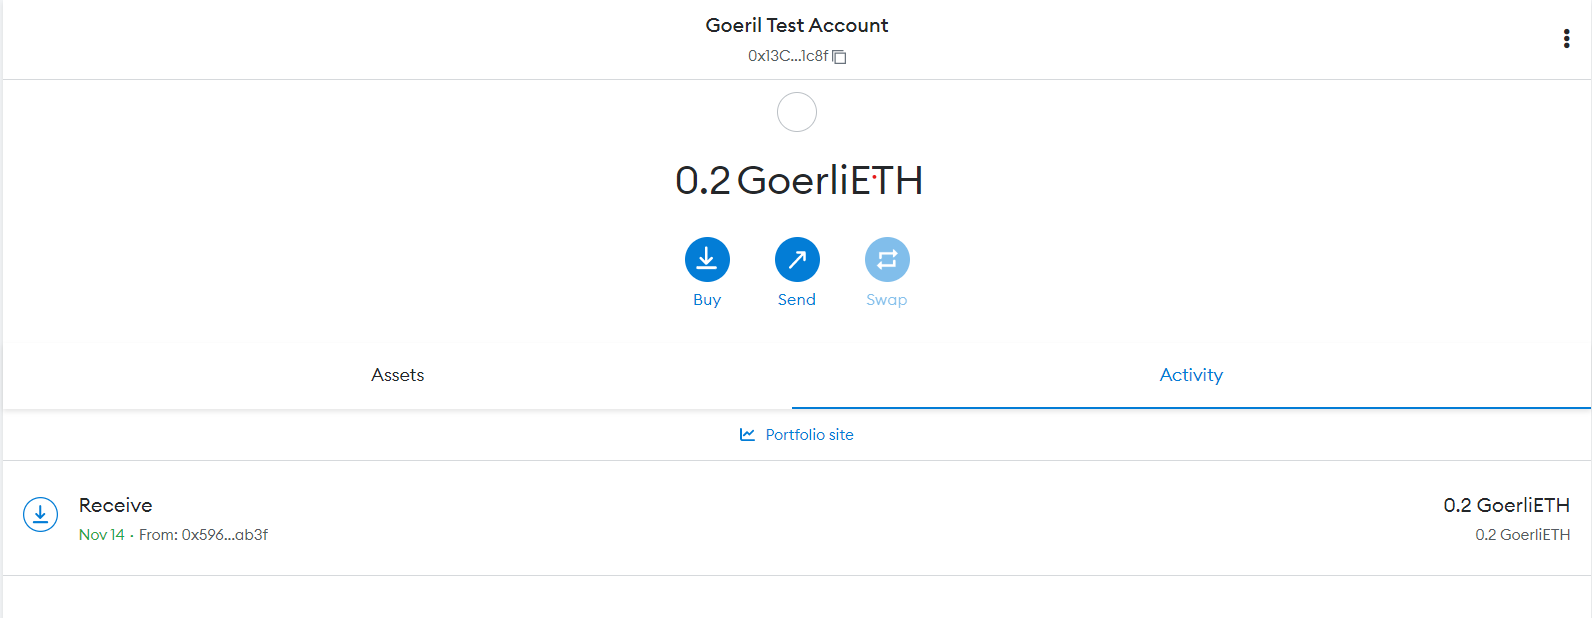 Goeril Test Account
0x13C...1c8f
0.2 GoerliETH
Buy
Send
Swap
Assets
Activity
Portfolio site
Receive
0.2 GoerliETH
Nov 14 · From: 0x596...ab3f
0.2 GoerliETH